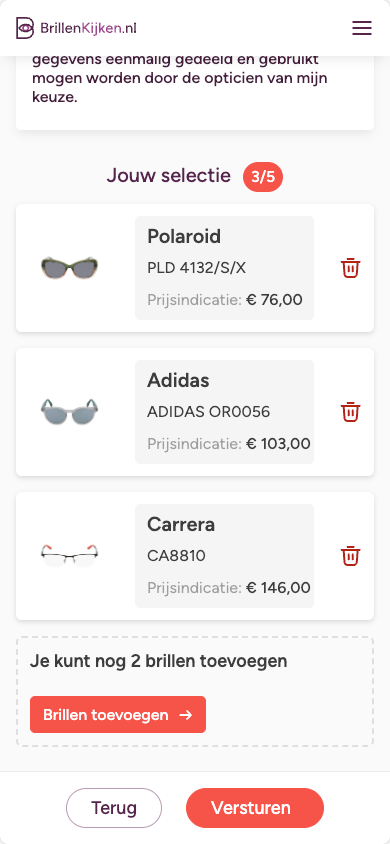 BrillenKijken.nl
gegevens eenmalig gedeeld en gebruikt
mogen worden door de opticien van mijn
keuze.
Jouw selectie 3/5
Polaroid
PLD 4132/S/X
Prijsindicatie: € 76,00
Adidas
ADIDAS OR0056
Prijsindicatie: € 103,00
Carrera
CA8810
Prijsindicatie: € 146,00
Je kunt nog 2 brillen toevoegen
Brillen toevoegen →
Terug
Versturen